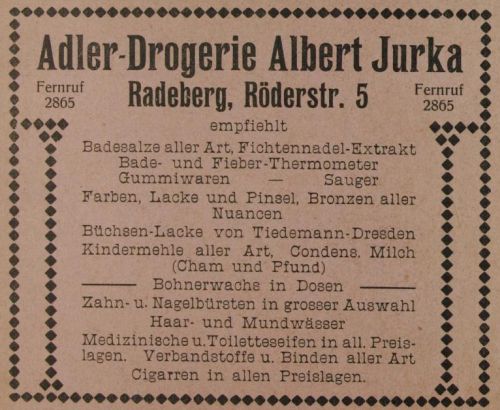 Adler-Drogerie Albert Jurka
Fernruf
2865
Radeberg, Röderstr. 5
Fernruf
2865
empfiehlt
Badesalze aller Art, Fichtennadel-Extrakt
Bade- und Fieber-Thermometer
Gummiwaren — Sauger
Farben, Lacke und Pinsel, Bronzen aller
Nuancen
Büchsen-Lacke von Tiedemann-Dresden
Kindermehle aller Art, Condens. Milch
(Cham und Pfund)
Bohnerwachs in Dosen
Zahn- u. Nagelbürsten in grosser Auswahl
Haar- und Mundwässer
Medizinische u. Toiletteseifen in all. Preis-
lagen. Verbandstoffe u. Binden aller Art
Cigarren in allen Preislagen.